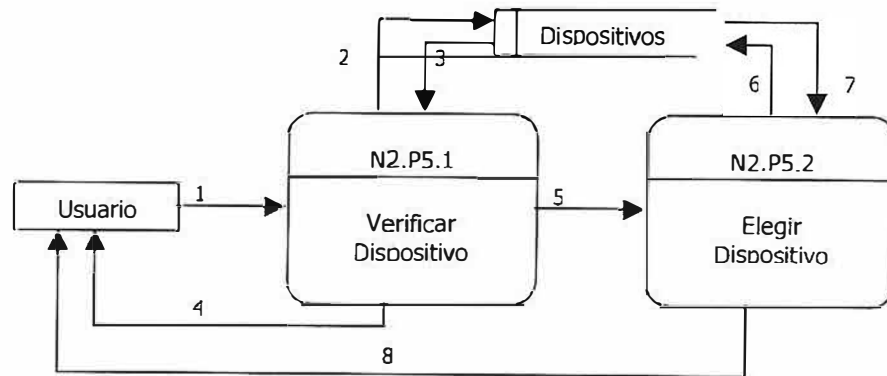 2
3
Dispositivos
6
7
N2.P5.1
N2.P5.2
Usuario
1
Verificar
Dispositivo
5
Elegir
Dispositivo
4
8